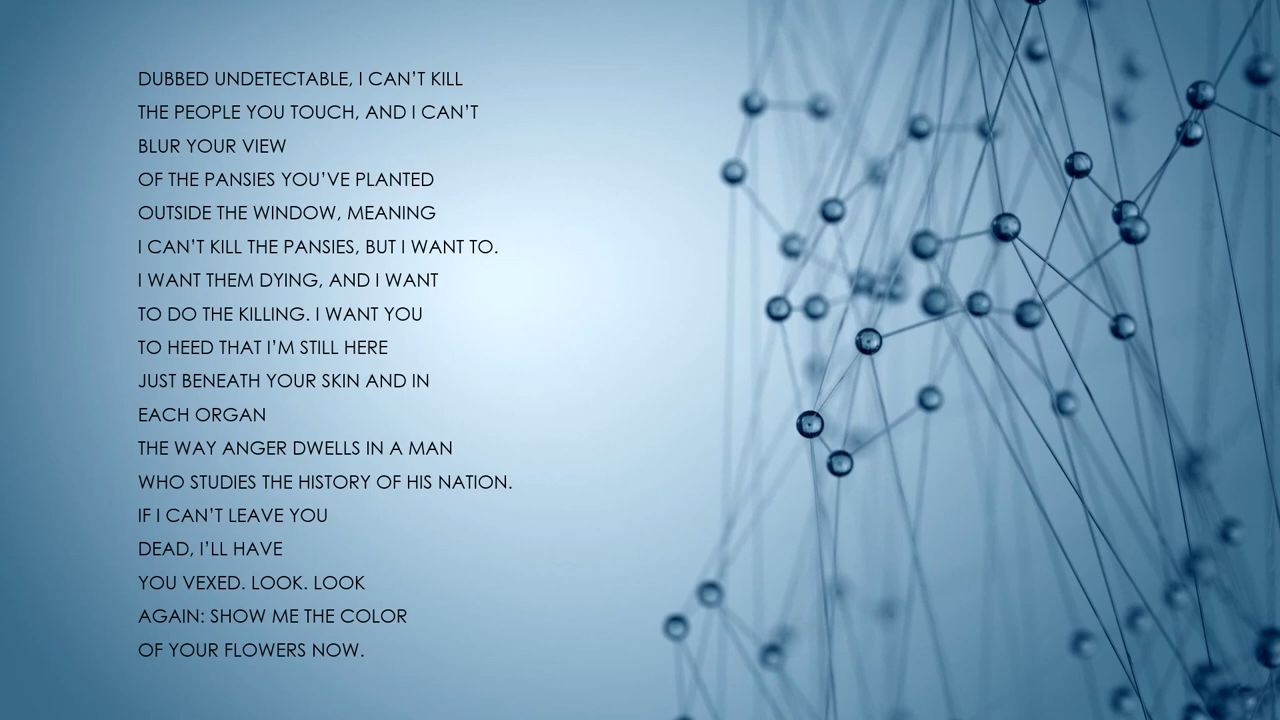 DUBBED UNDETECTABLE, I CAN’T KILL
THE PEOPLE YOU TOUCH, AND I CAN’T
BLUR YOUR VIEW
OF THE PANSIES YOU’VE PLANTED
OUTSIDE THE WINDOW, MEANING
I CAN’T KILL THE PANSIES, BUT I WANT TO.
I WANT THEM DYING, AND I WANT
TO DO THE KILLING. I WANT YOU
TO HEED THAT I’M STILL HERE
JUST BENEATH YOUR SKIN AND IN
EACH ORGAN
THE WAY ANGER DWELLS IN A MAN
WHO STUDIES THE HISTORY OF HIS NATION.
IF I CAN’T LEAVE YOU
DEAD, I’LL HAVE
YOU VEXED. LOOK. LOOK
AGAIN: SHOW ME THE COLOR
OF YOUR FLOWERS NOW.